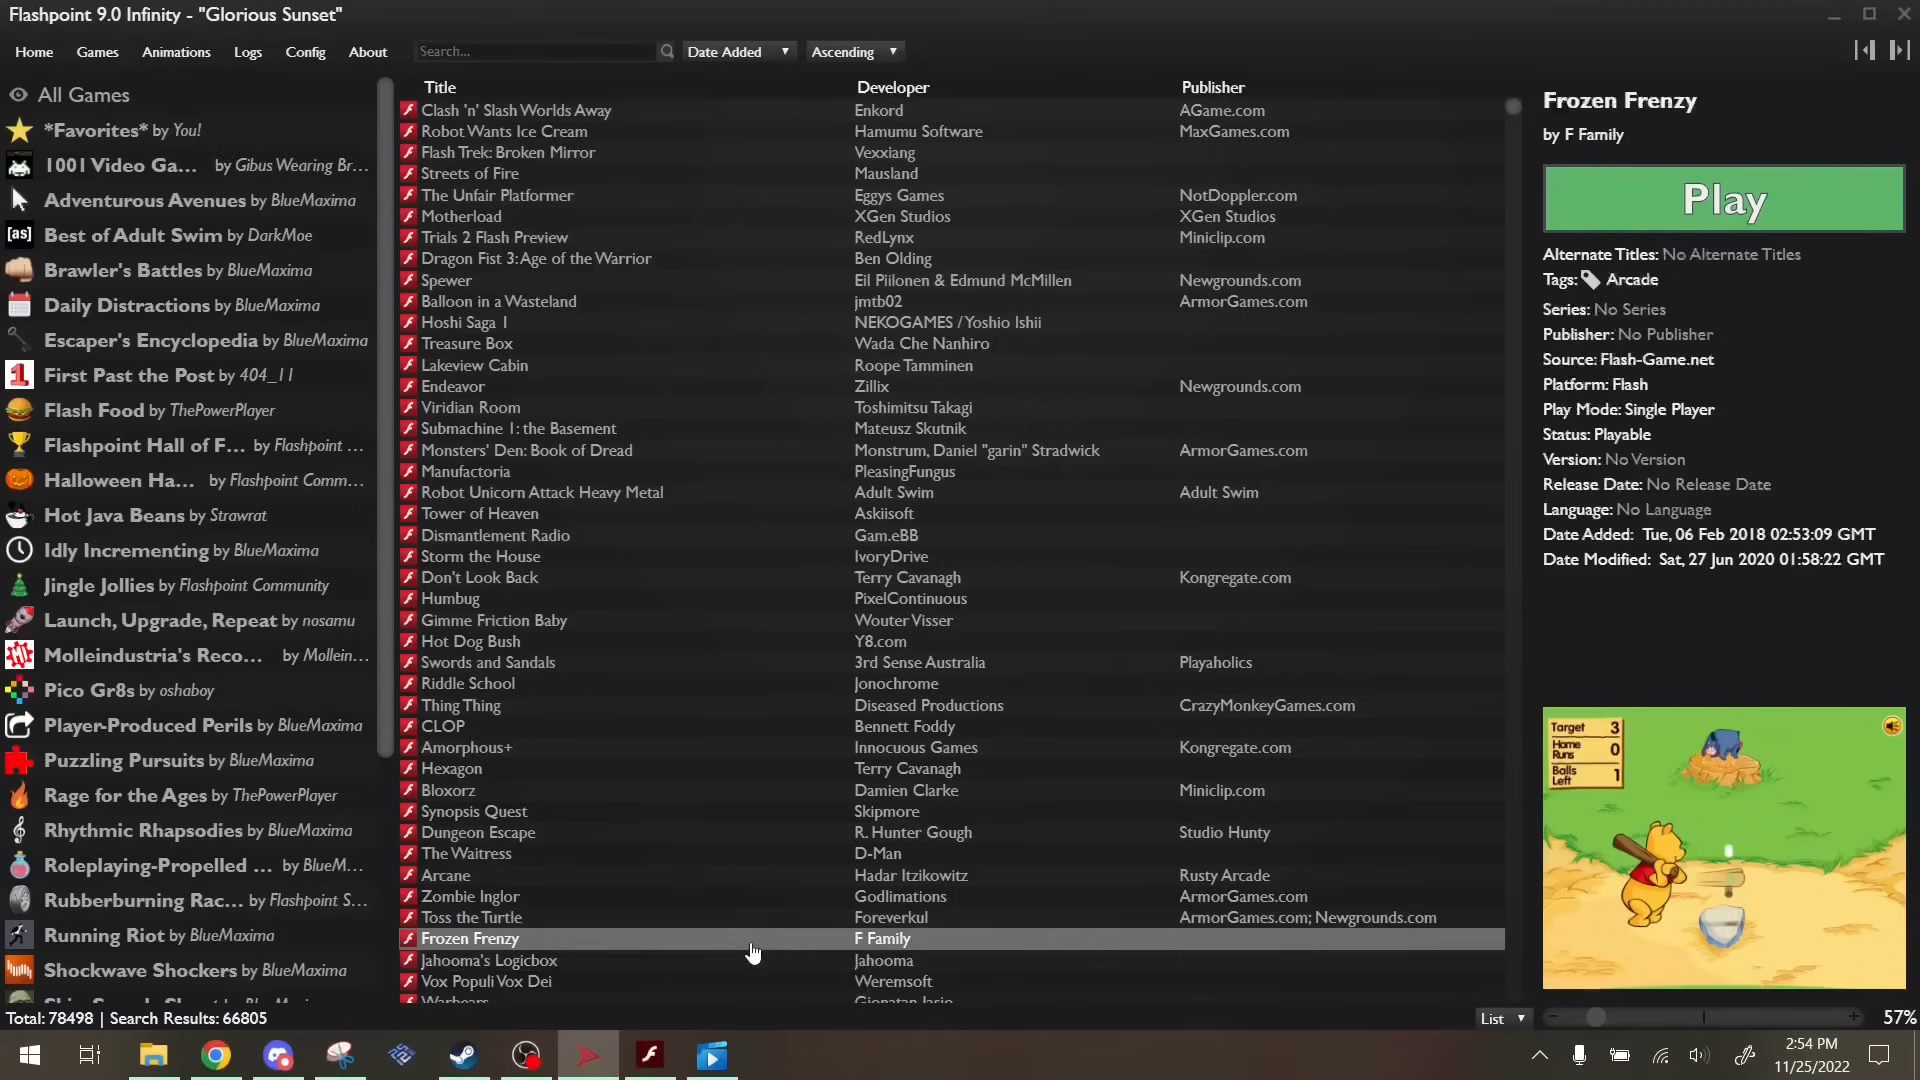 Flashpoint 9.0 Infinity - "Glorious Sunset"
Home Games Animations Logs Config About Search... Date Added Ascending
All Games
*Favorites* by You!
1001 Video Ga... by Gibus Wearing Br...
Adventurous Avenues by BlueMaxima
[as] Best of Adult Swim by DarkMoe
Brawler's Battles by BlueMaxima
Daily Distractions by BlueMaxima
Escaper's Encyclopedia by BlueMaxima
1 First Past the Post by 404_11
Flash Food by ThePowerPlayer
Flashpoint Hall of F... by Flashpoint ...
Halloween Ha... by Flashpoint Comm...
Hot Java Beans by Strawrat
Idly Incrementing by BlueMaxima
Jingle Jollies by Flashpoint Community
Launch, Upgrade, Repeat by nosamu
Molleindustria's Reco... by Mollein...
Pico Gr8s by oshaboy
Player-Produced Perils by BlueMaxima
Puzzling Pursuits by BlueMaxima
Rage for the Ages by ThePowerPlayer
Rhythmic Rhapsodies by BlueMaxima
Roleplaying-Propelled ... by BlueM...
Rubberburning Rac... by Flashpoint S...
Running Riot by BlueMaxima
Shockwave Shockers by BlueMaxima
Title Developer Publisher
Clash 'n' Slash Worlds Away Enkord AGame.com
Robot Wants Ice Cream Hamumu Software MaxGames.com
Flash Trek: Broken Mirror Vexxiang
Streets of Fire Mausland
The Unfair Platformer Eggys Games NotDoppler.com
Motherload XGen Studios XGen Studios
Trials 2 Flash Preview RedLynx Miniclip.com
Dragon Fist 3: Age of the Warrior Ben Olding
Spewer Eil Piilonen & Edmund McMillen Newgrounds.com
Balloon in a Wasteland jmtb02 ArmorGames.com
Hoshi Saga 1 NEKOGAMES / Yoshio Ishii
Treasure Box Wada Che Nanhiro
Lakeview Cabin Roope Tamminen
Endeavor Zillix Newgrounds.com
Viridian Room Toshimitsu Takagi
Submachine 1: the Basement Mateusz Skutnik
Monsters' Den: Book of Dread Monstrum, Daniel "garin" Stradwick ArmorGames.com
Manufactoria PleasingFungus
Robot Unicorn Attack Heavy Metal Adult Swim Adult Swim
Tower of Heaven Askiisoft
Dismantlement Radio Gam.eBB
Storm the House IvoryDrive
Don't Look Back Terry Cavanagh Kongregate.com
Humbug PixelContinuous
Gimme Friction Baby Wouter Visser
Hot Dog Bush Y8.com
Swords and Sandals 3rd Sense Australia Playaholics
Riddle School Jonochrome
Thing Thing Diseased Productions CrazyMonkeyGames.com
CLOP Bennett Foddy
Amorphous+ Innocuous Games Kongregate.com
Hexagon Terry Cavanagh
Bloxorz Damien Clarke Miniclip.com
Synopsis Quest Skipmore
Dungeon Escape R. Hunter Gough Studio Hunty
The Waitress D-Man
Arcane Hadar Itzikowitz Rusty Arcade
Zombie Inglor Godlimations ArmorGames.com
Toss the Turtle Foreverkul ArmorGames.com; Newgrounds.com
Frozen Frenzy F Family
Jahooma's Logicbox Jahooma
Vox Populi Vox Dei Weremsoft
Frozen Frenzy
by F Family
Play
Alternate Titles: No Alternate Titles
Tags: Arcade
Series: No Series
Publisher: No Publisher
Source: Flash-Game.net
Platform: Flash
Play Mode: Single Player
Status: Playable
Version: No Version
Release Date: No Release Date
Language: No Language
Date Added: Tue, 06 Feb 2018 02:53:09 GMT
Date Modified: Sat, 27 Jun 2020 01:58:22 GMT
Target 3
Home Runs 0
Balls Left 1
Total: 78498 | Search Results: 66805
List 57%
2:54 PM
11/25/2022